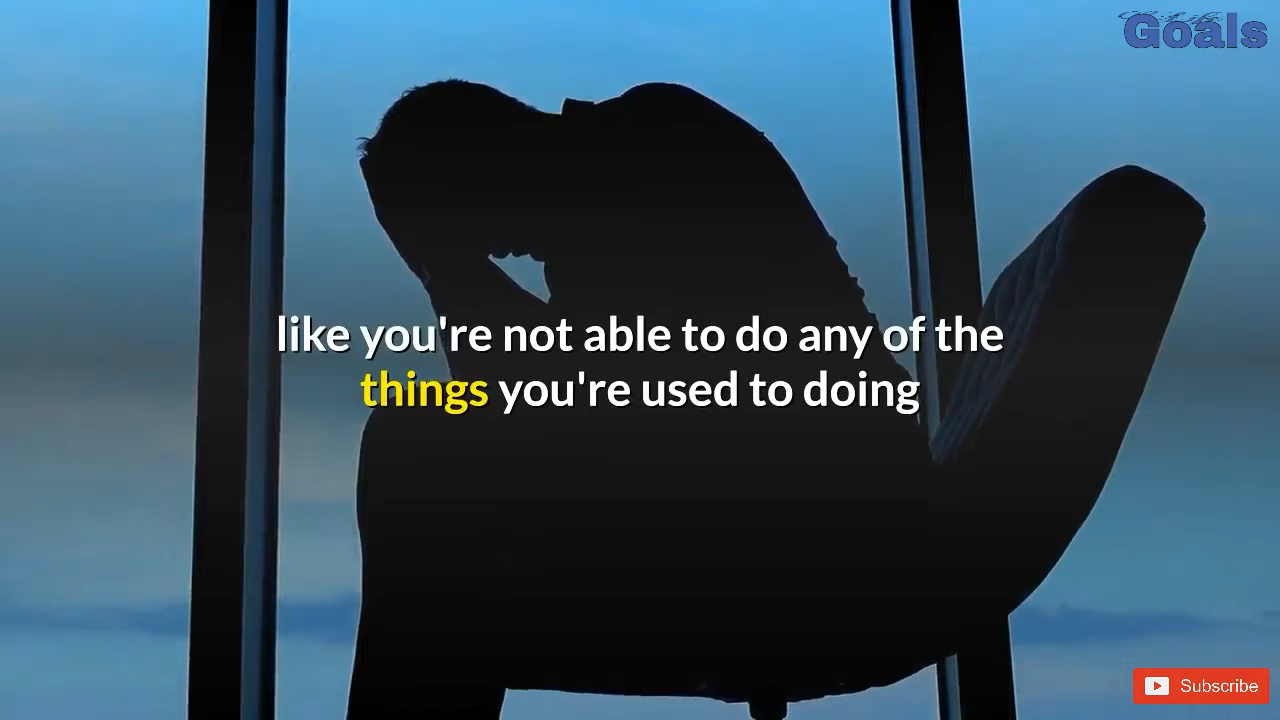 Goals
like you're not able to do any of the
things you're used to doing
Subscribe